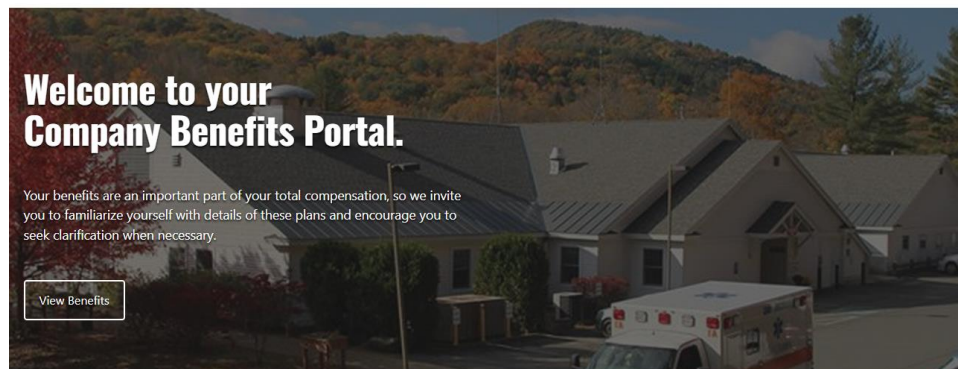 Welcome to your
Company Benefits Portal.
Your benefits are an important part of your total compensation, so we invite
you to familiarize yourself with details of these plans and encourage you to
seek clarification when necessary.
View Benefits